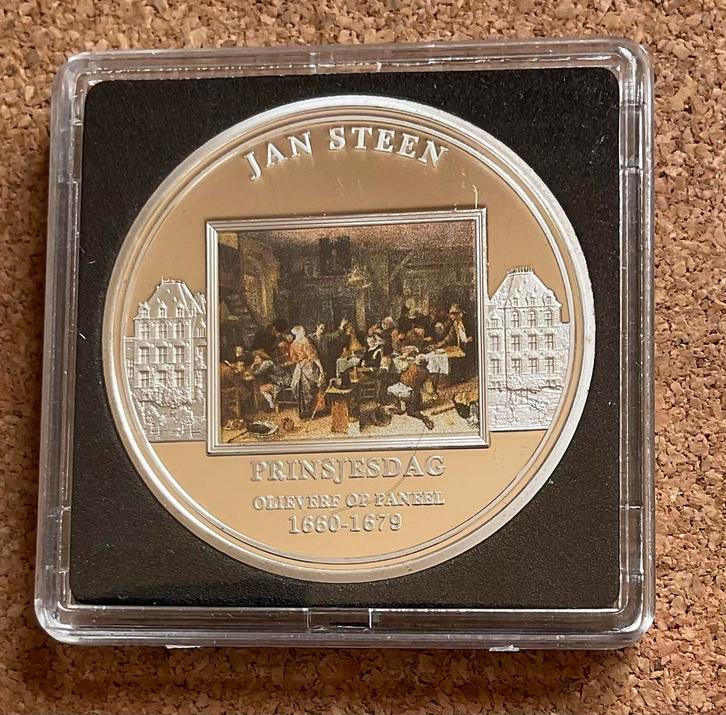 JAN STEEN
PRINSJESDAG
OLIEVERF OP PANEEL
1660-1679